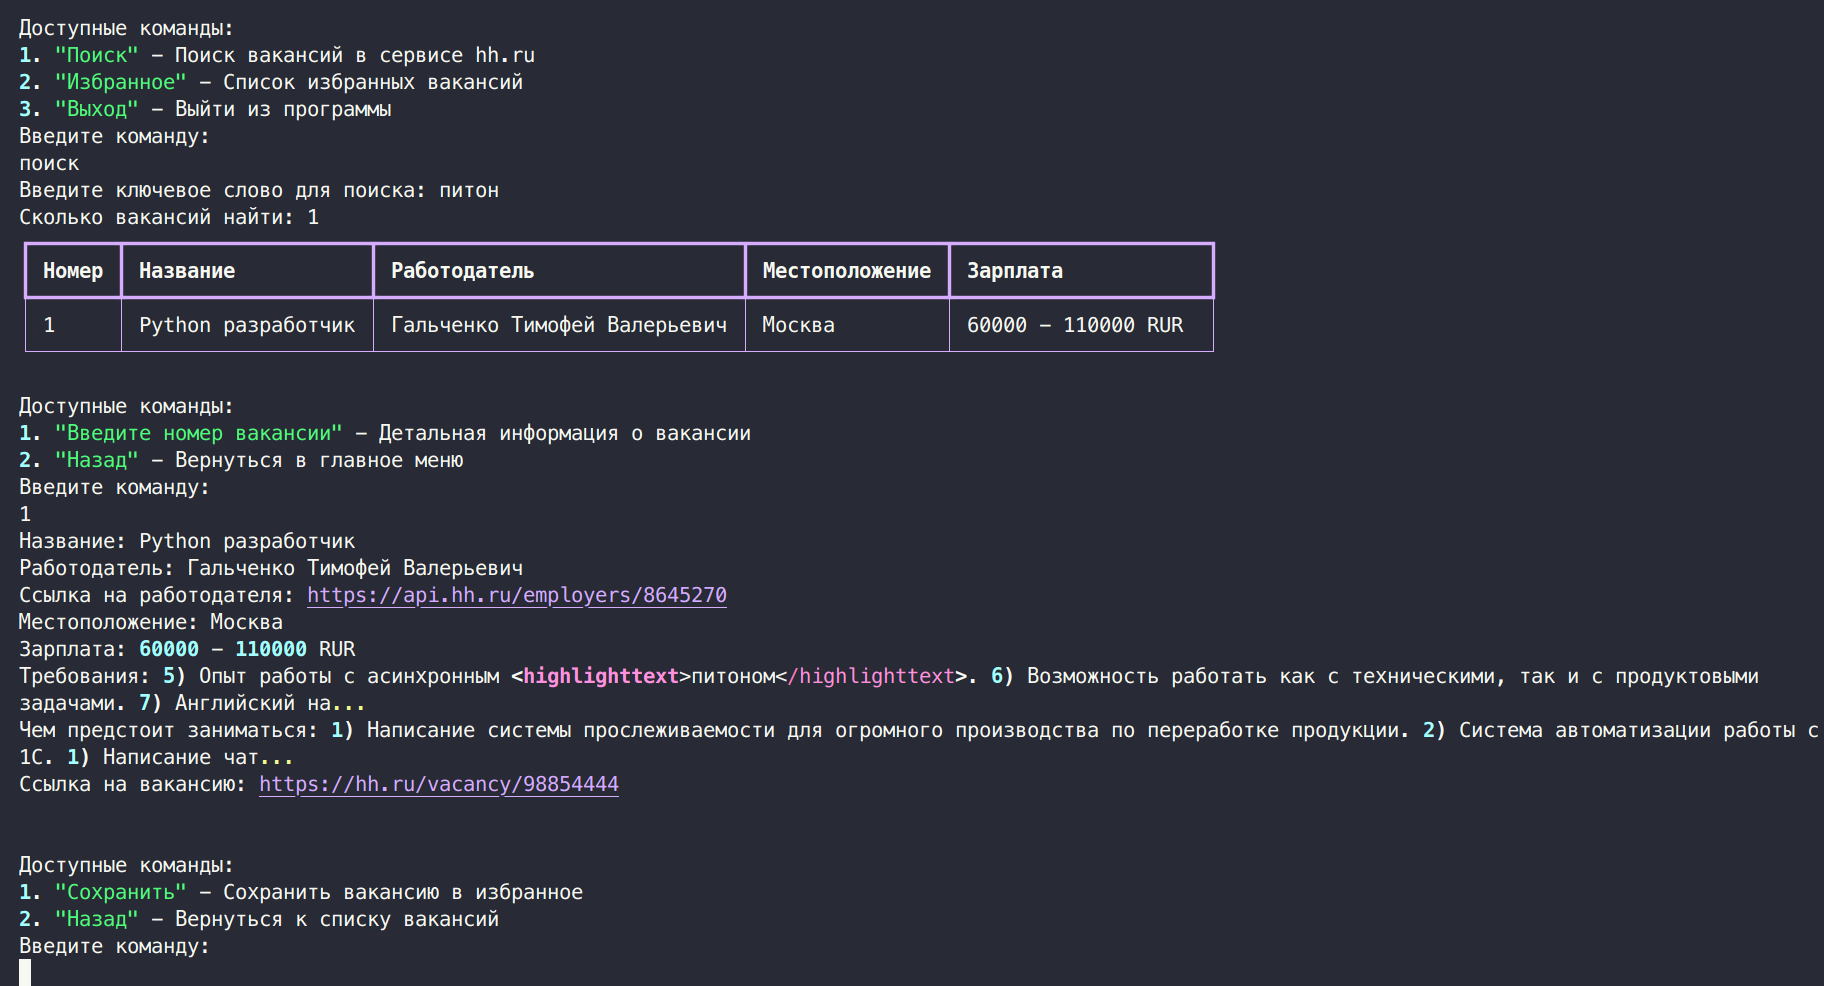 Доступные команды:
1. "Поиск" – Поиск вакансий в сервисе hh.ru
2. "Избранное" – Список избранных вакансий
3. "Выход" – Выйти из программы
Введите команду:
поиск
Введите ключевое слово для поиска: питон
Сколько вакансий найти: 1
Номер Название Работодатель Местоположение Зарплата
1 Python разработчик Гальченко Тимофей Валерьевич Москва 60000 – 110000 RUR
Доступные команды:
1. "Введите номер вакансии" – Детальная информация о вакансии
2. "Назад" – Вернуться в главное меню
Введите команду:
1
Название: Python разработчик
Работодатель: Гальченко Тимофей Валерьевич
Ссылка на работодателя: https://api.hh.ru/employers/8645270
Местоположение: Москва
Зарплата: 60000 – 110000 RUR
Требования: 5) Опыт работы с асинхронным <highlighttext>питоном</highlighttext>. 6) Возможность работать как с техническими, так и с продуктовыми
задачами. 7) Английский на...
Чем предстоит заниматься: 1) Написание системы прослеживаемости для огромного производства по переработке продукции. 2) Система автоматизации работы с
1С. 1) Написание чат...
Ссылка на вакансию: https://hh.ru/vacancy/98854444
Доступные команды:
1. "Сохранить" – Сохранить вакансию в избранное
2. "Назад" – Вернуться к списку вакансий
Введите команду: